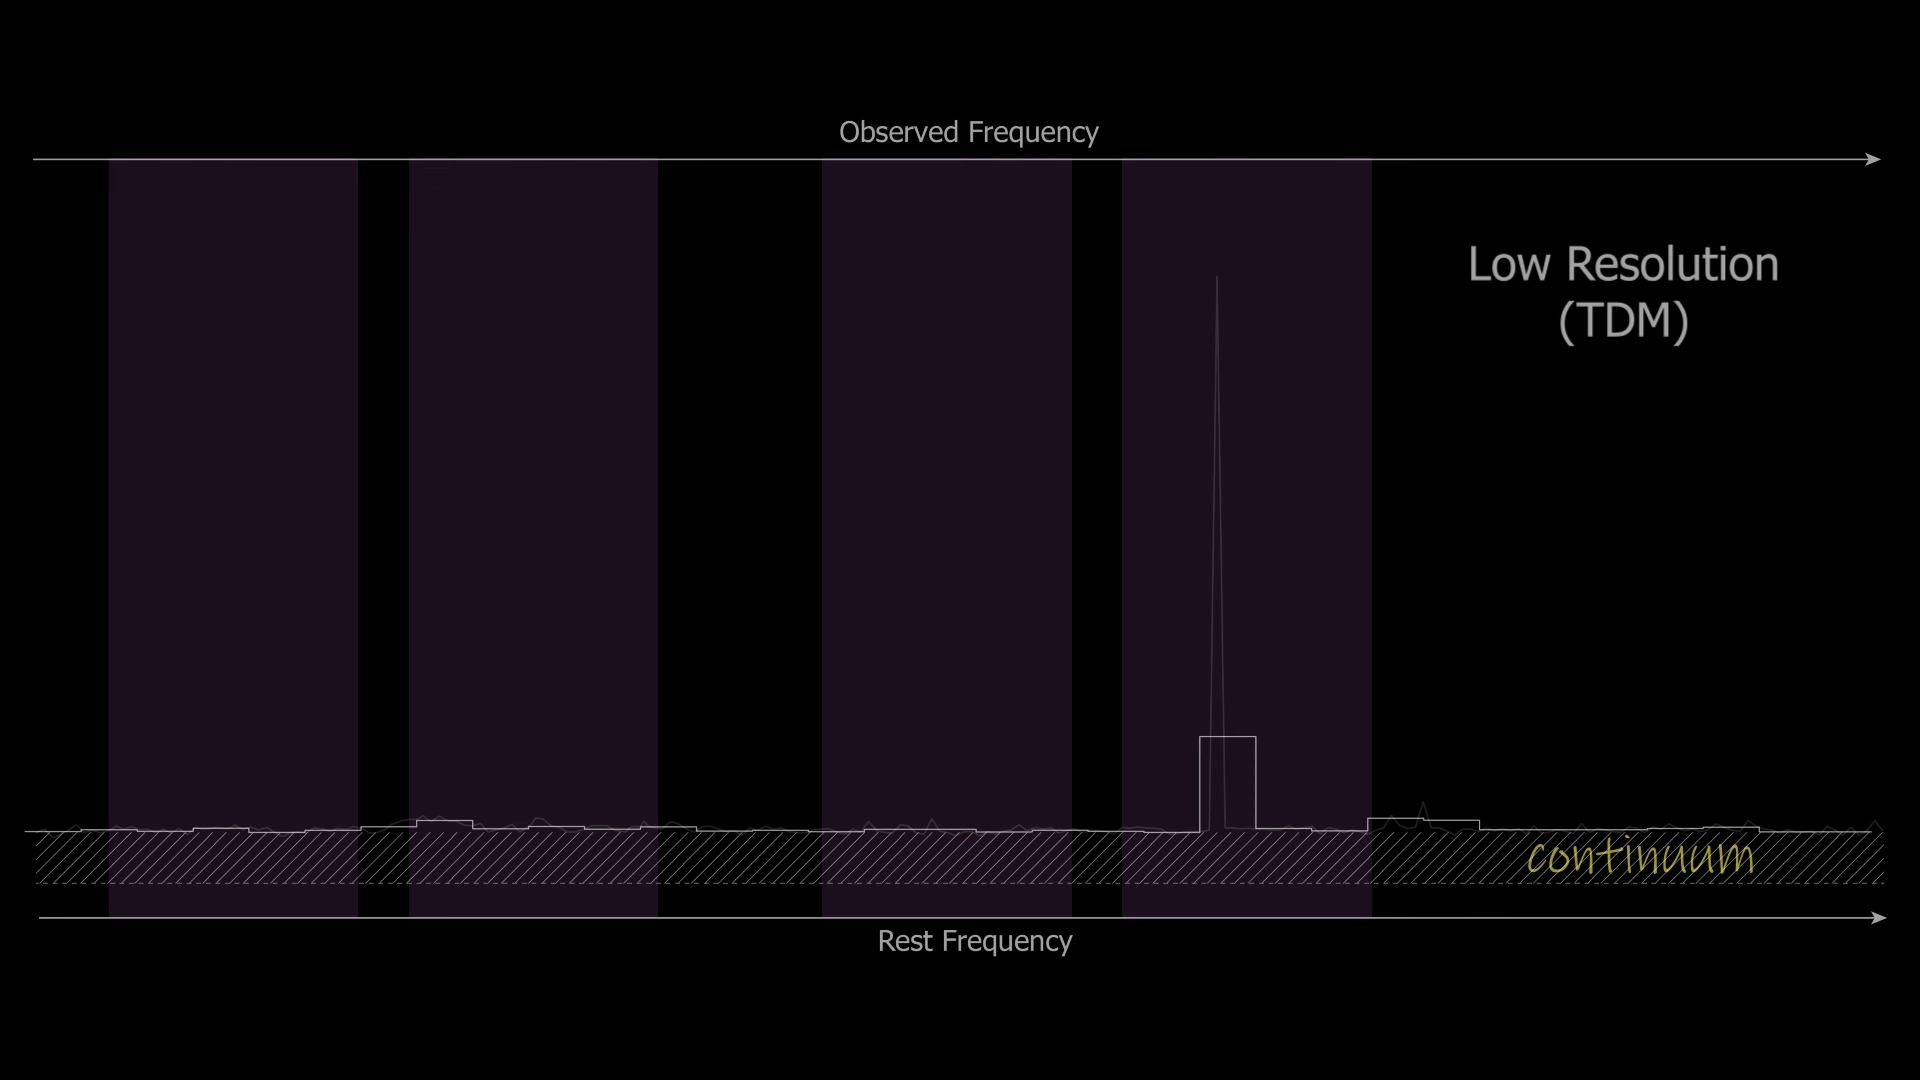 Observed Frequency
Low Resolution
(TDM)
continuum
Rest Frequency